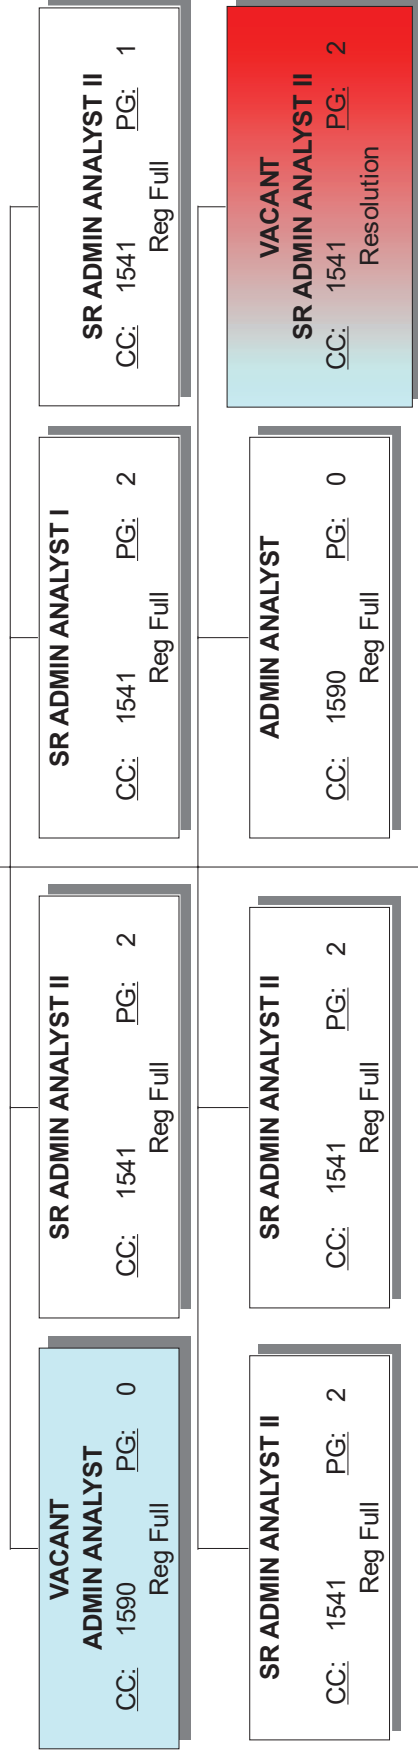 VACANT
ADMIN ANALYST
CC: 1590 PG: 0
Reg Full
SR ADMIN ANALYST II
CC: 1541 PG: 2
Reg Full
SR ADMIN ANALYST I
CC: 1541 PG: 2
Reg Full
SR ADMIN ANALYST II
CC: 1541 PG: 1
Reg Full
SR ADMIN ANALYST II
CC: 1541 PG: 2
Reg Full
SR ADMIN ANALYST II
CC: 1541 PG: 2
Reg Full
ADMIN ANALYST
CC: 1590 PG: 0
Reg Full
VACANT
SR ADMIN ANALYST II
CC: 1541 PG: 2
Resolution